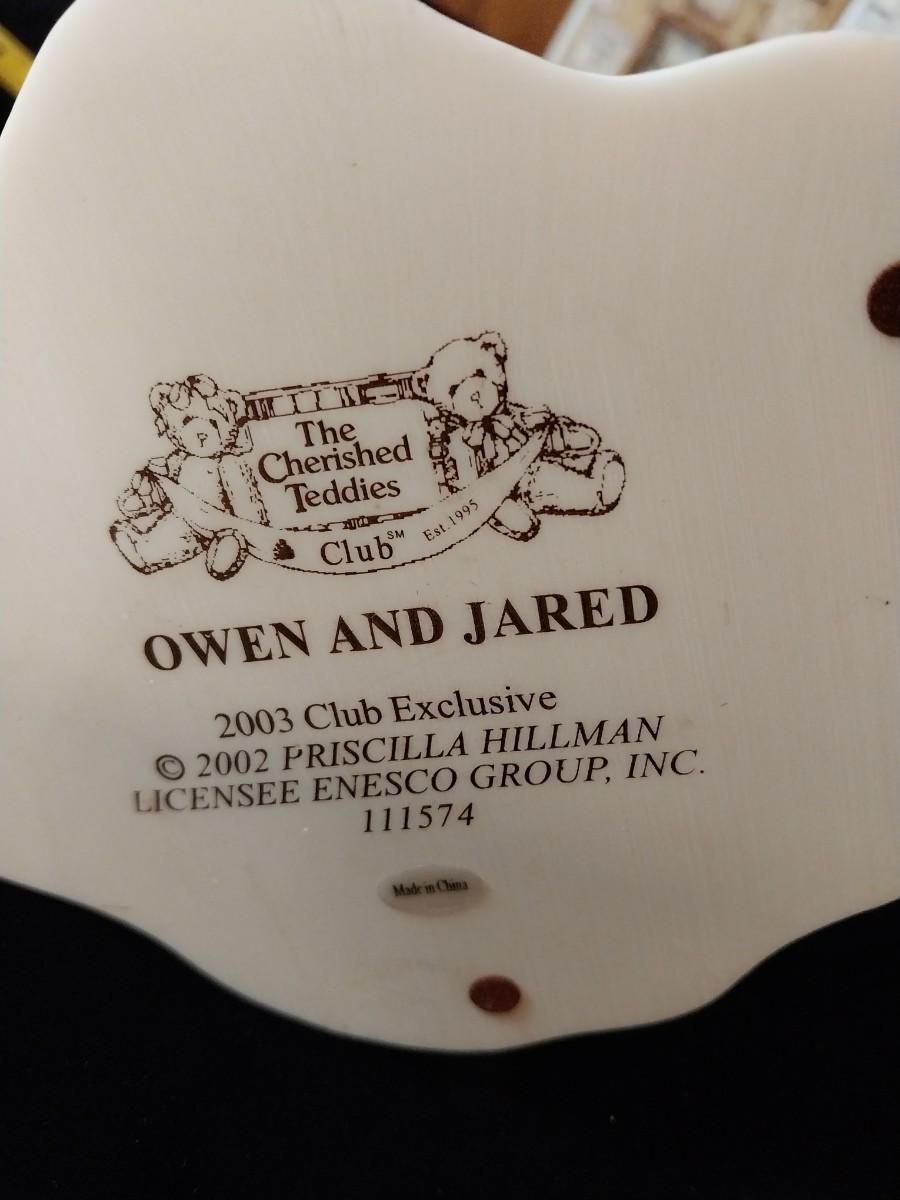 The
Cherished
Teddies
Club℠ Est. 1995
OWEN AND JARED
2003 Club Exclusive
© 2002 PRISCILLA HILLMAN
LICENSEE ENESCO GROUP, INC.
111574
Made in China